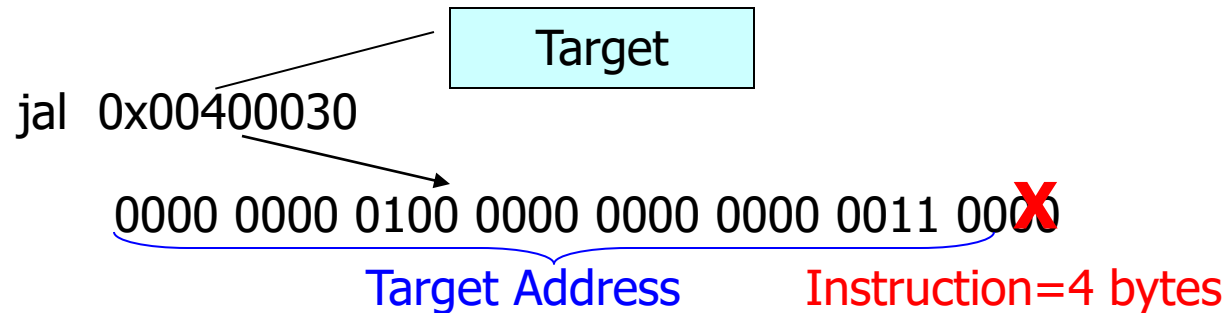 Target
jal 0x00400030
0000 0000 0100 0000 0000 0000 0011 0000
X
Target Address Instruction=4 bytes